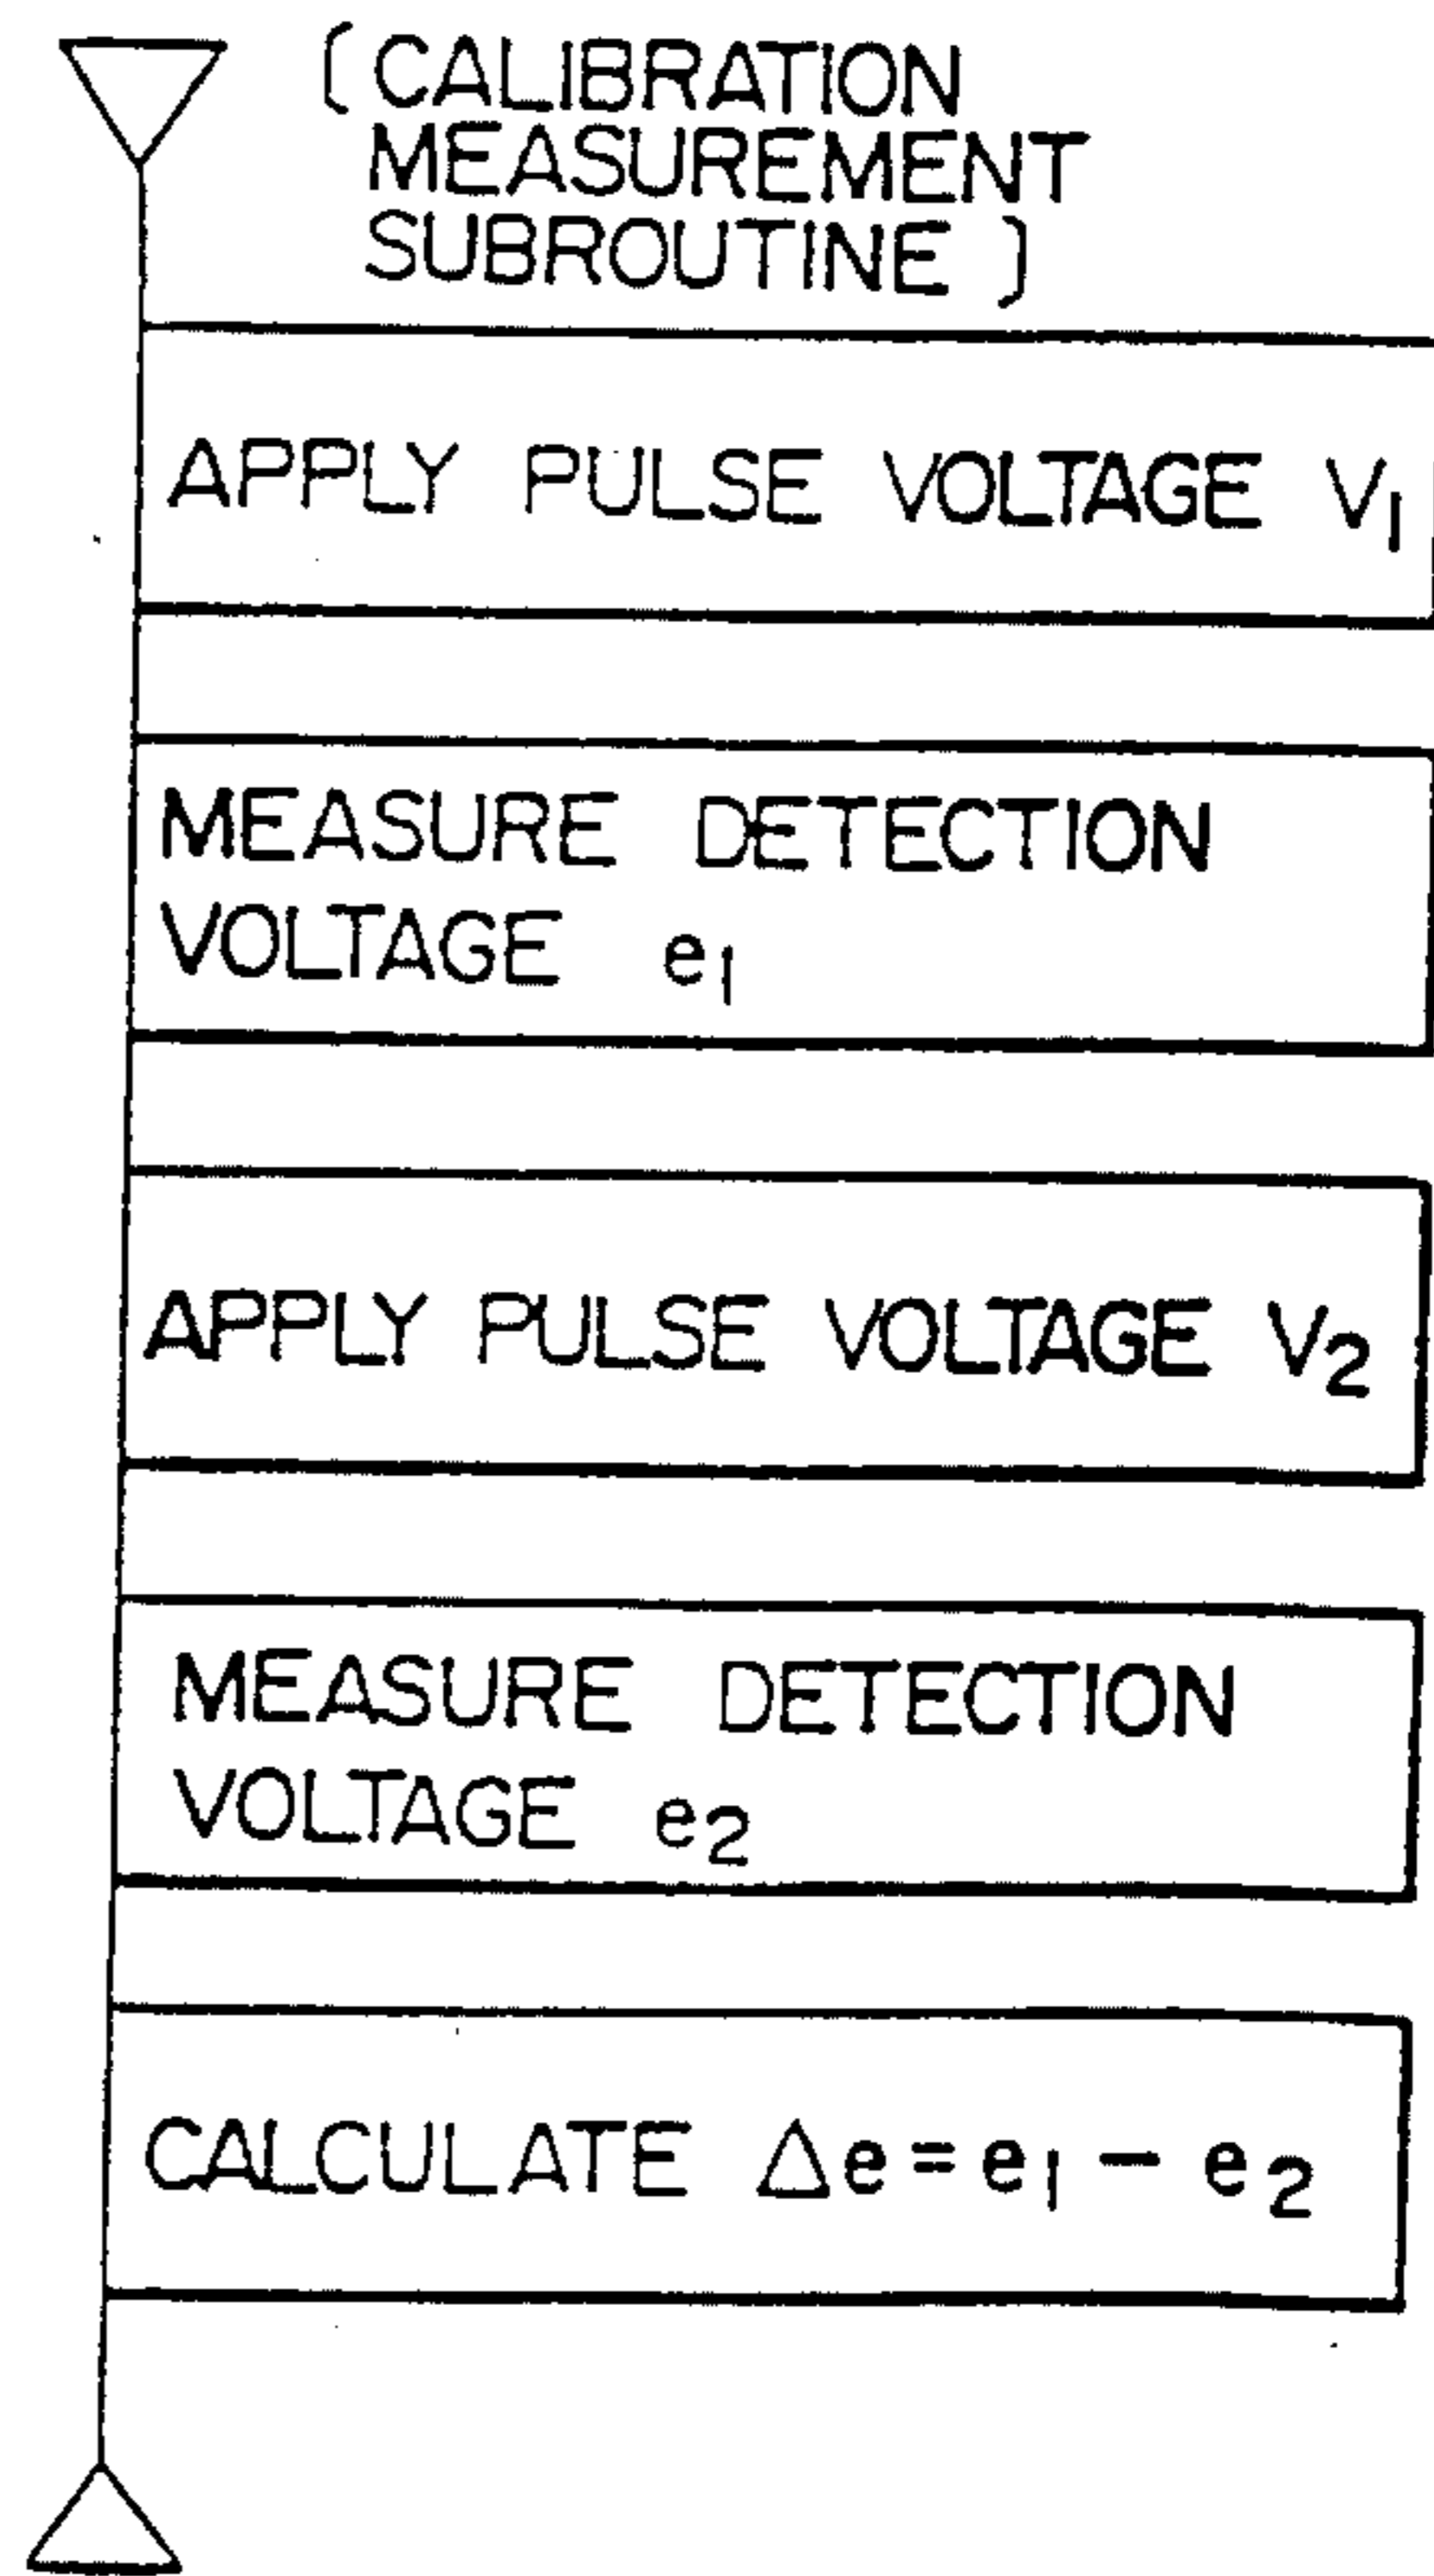 (CALIBRATION
MEASUREMENT
SUBROUTINE)
APPLY PULSE VOLTAGE V₁
MEASURE DETECTION
VOLTAGE e₁
APPLY PULSE VOLTAGE V₂
MEASURE DETECTION
VOLTAGE e₂
CALCULATE Δe=e₁-e₂